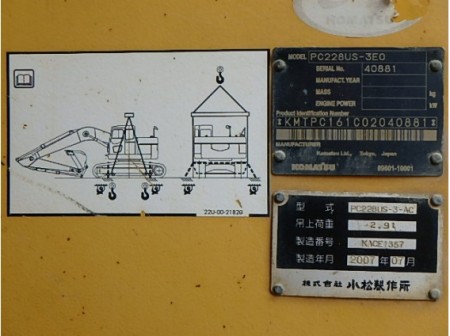 KOMATSU
22U-00-21820
MODEL PC228US-3E0
SERIAL No. 40881
MANUFACT. YEAR
MASS kg
ENGINE POWER kW
Product Identification Number
*KMTPC161C02040881*
MANUFACTURER
Komatsu Ltd., Tokyo, Japan
KOMATSU
型式 PC228US-3-AC
吊上荷重 -2.9t
製造番号
製造年月 2007年07月
株式会社 小松製作所